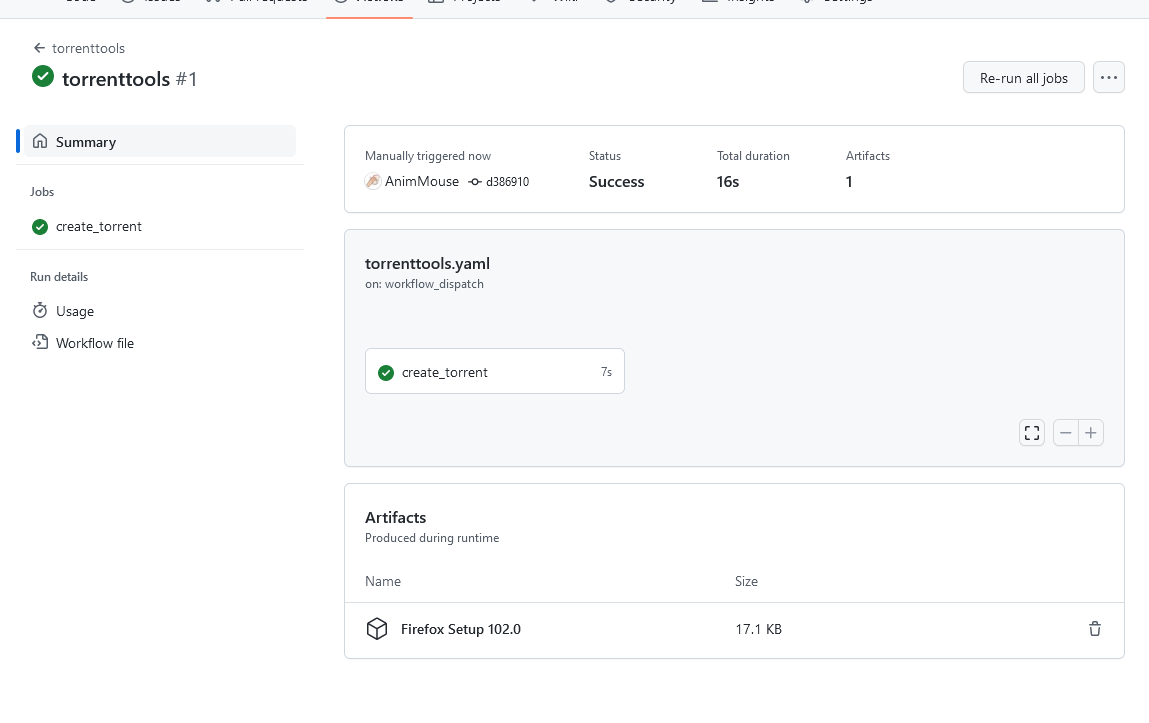 torrenttools
torrenttools #1
Re-run all jobs
Summary
Jobs
create_torrent
Run details
Usage
Workflow file
Manually triggered now
AnimMouse d386910
Status
Success
Total duration
16s
Artifacts
1
torrenttools.yaml
on: workflow_dispatch
create_torrent 7s
Artifacts
Produced during runtime
Name Size
Firefox Setup 102.0 17.1 KB